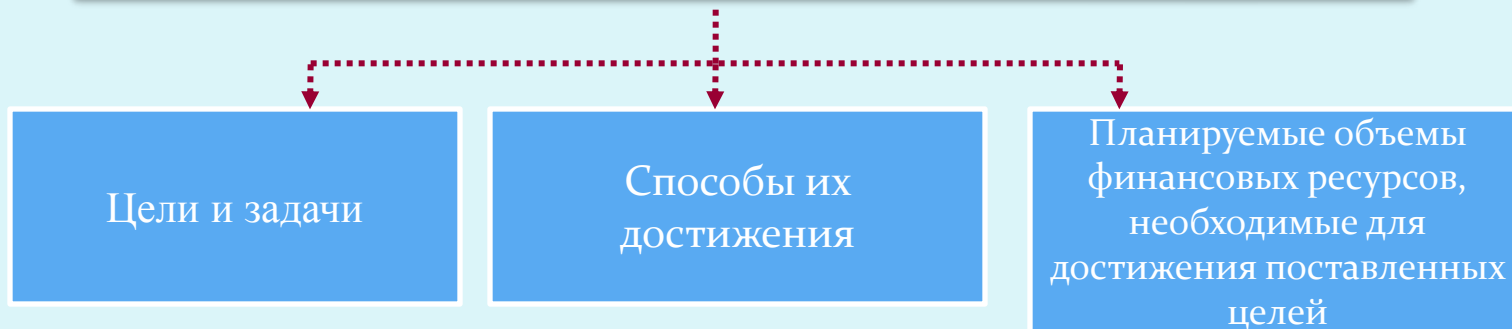 Цели и задачи
Способы их
достижения
Планируемые объемы
финансовых ресурсов,
необходимые для
достижения поставленных
целей